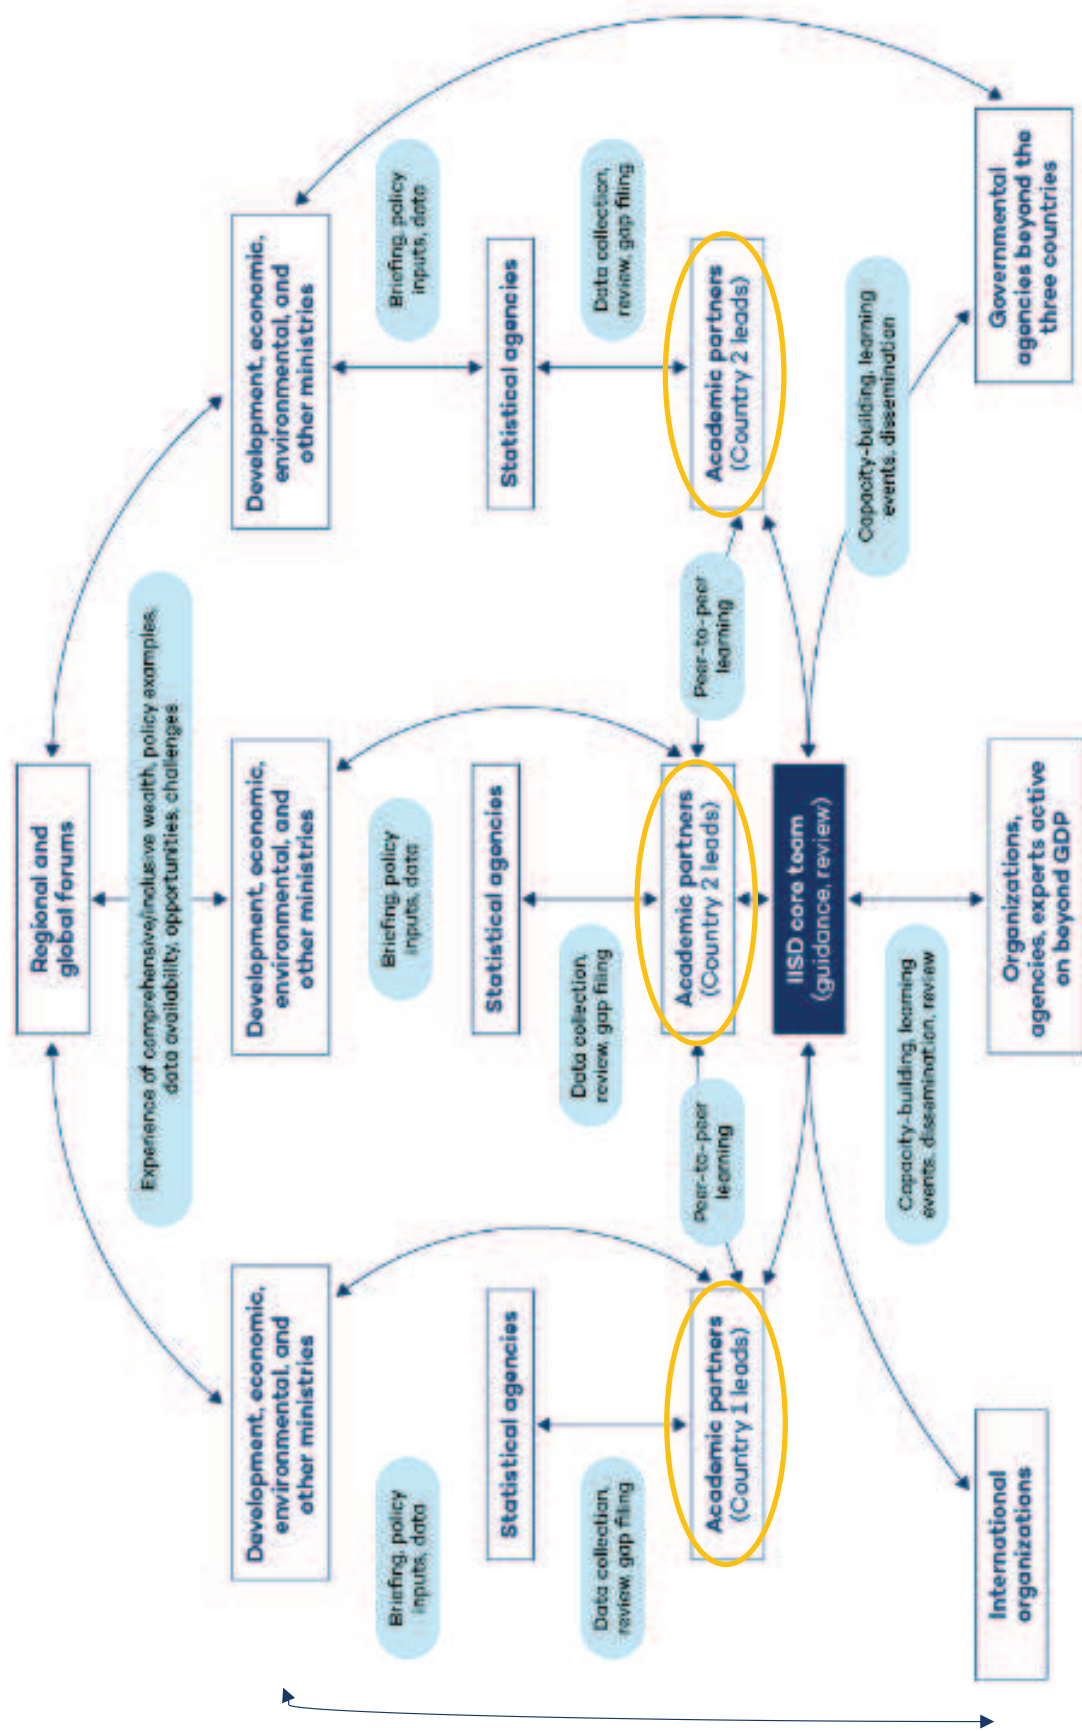 Regional and
global forums
Experience of comprehensive/inclusive wealth, policy examples,
data availability, opportunities, challenges
Development, economic,
environmental, and
other ministries
Development, economic,
environmental, and
other ministries
Development, economic,
environmental, and
other ministries
Briefing, policy
inputs, data
Briefing, policy
inputs, data
Briefing, policy
inputs, data
Statistical agencies
Statistical agencies
Statistical agencies
Data collection,
review, gap filing
Data collection,
review, gap filing
Data collection,
review, gap filing
Academic partners
(Country 1 leads)
Peer-to-peer
learning
Academic partners
(Country 2 leads)
Peer-to-peer
learning
Academic partners
(Country 2 leads)
IISD core team
(guidance, review)
Capacity-building, learning
events, dissemination, review
Capacity-building, learning
events, dissemination
International
organizations
Organizations,
agencies, experts active
on beyond GDP
Governmental
agencies beyond the
three countries